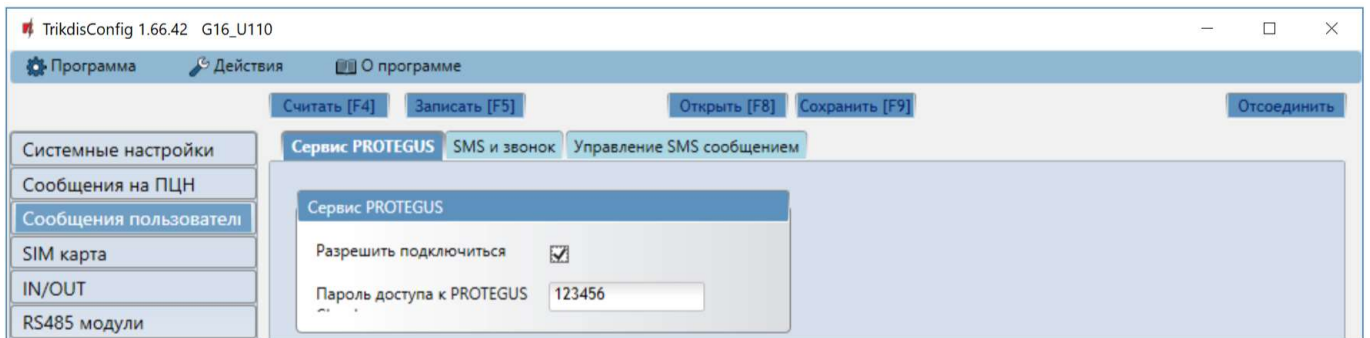 TrikdisConfig 1.66.42 G16_U110
Программа Действия О программе
Считать [F4] Записать [F5] Открыть [F8] Сохранить [F9] Отсоединить
Системные настройки
Сообщения на ПЦН
Сообщения пользовател
SIM карта
IN/OUT
RS485 модули
Сервис PROTEGUS SMS и звонок Управление SMS сообщением
Сервис PROTEGUS
Разрешить подключиться
Пароль доступа к PROTEGUS 123456